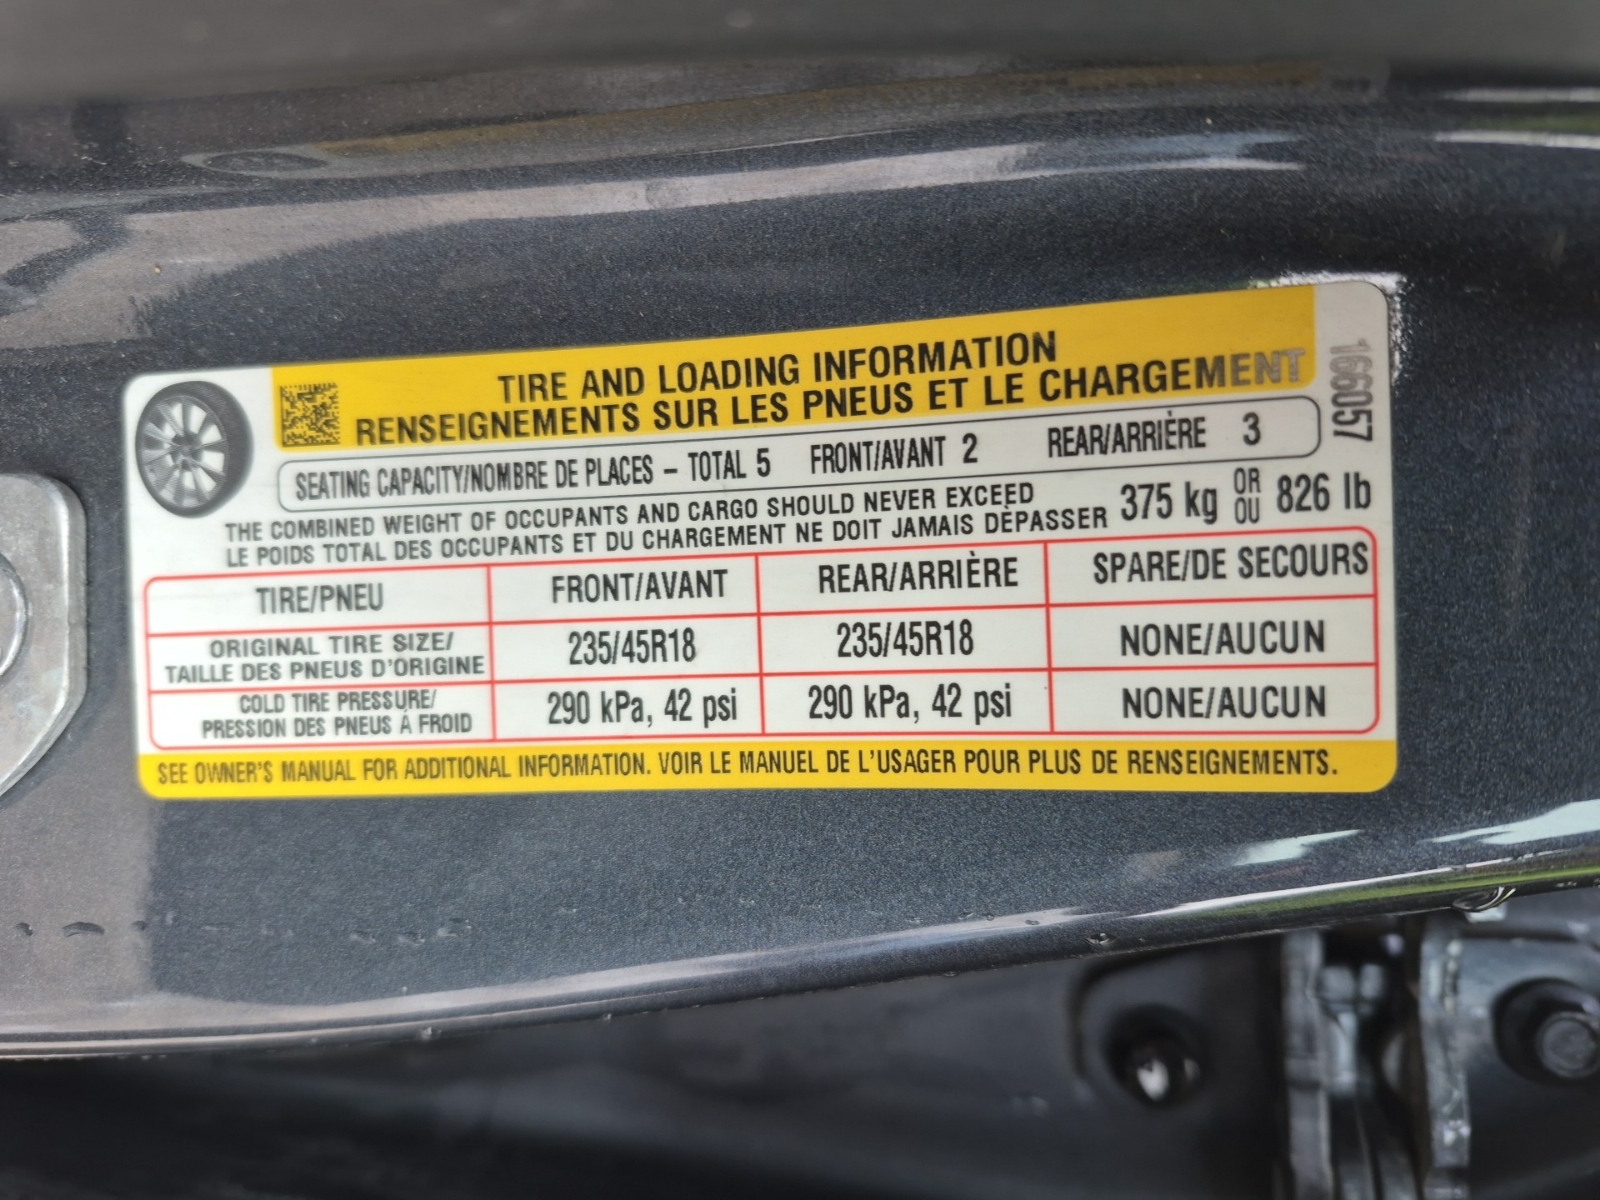 TIRE AND LOADING INFORMATION
RENSEIGNEMENTS SUR LES PNEUS ET LE CHARGEMENT
166057
SEATING CAPACITY/NOMBRE DE PLACES – TOTAL 5 FRONT/AVANT 2 REAR/ARRIÈRE 3
THE COMBINED WEIGHT OF OCCUPANTS AND CARGO SHOULD NEVER EXCEED
LE POIDS TOTAL DES OCCUPANTS ET DU CHARGEMENT NE DOIT JAMAIS DÉPASSER
375 kg OR OU 826 lb
TIRE/PNEU FRONT/AVANT REAR/ARRIÈRE SPARE/DE SECOURS
ORIGINAL TIRE SIZE/
TAILLE DES PNEUS D'ORIGINE
235/45R18 235/45R18 NONE/AUCUN
COLD TIRE PRESSURE/
PRESSION DES PNEUS À FROID
290 kPa, 42 psi 290 kPa, 42 psi NONE/AUCUN
SEE OWNER'S MANUAL FOR ADDITIONAL INFORMATION. VOIR LE MANUEL DE L'USAGER POUR PLUS DE RENSEIGNEMENTS.